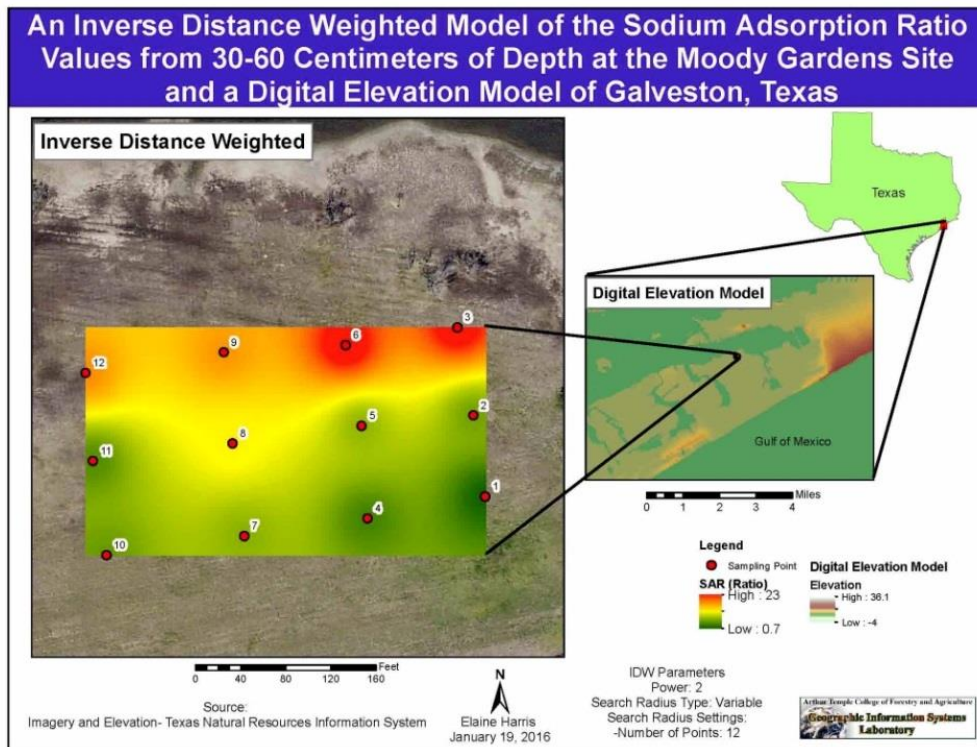 An Inverse Distance Weighted Model of the Sodium Adsorption Ratio
Values from 30-60 Centimeters of Depth at the Moody Gardens Site
and a Digital Elevation Model of Galveston, Texas
Inverse Distance Weighted
Texas
Digital Elevation Model
Gulf of Mexico
3
6
9
12
2
5
8
11
1
4
7
10
Miles
0 1 2 3 4
Legend
Sampling Point
SAR (Ratio)
High : 23
Low : 0.7
Digital Elevation Model
Elevation
High : 36.1
Low : -4
Feet
0 20 40 80 120 160
Source:
Imagery and Elevation- Texas Natural Resources Information System
N
Elaine Harris
January 19, 2016
IDW Parameters
Power: 2
Search Radius Type: Variable
Search Radius Settings:
-Number of Points: 12
Arthur Temple College of Forestry and Agriculture
Geographic Information Systems
Laboratory